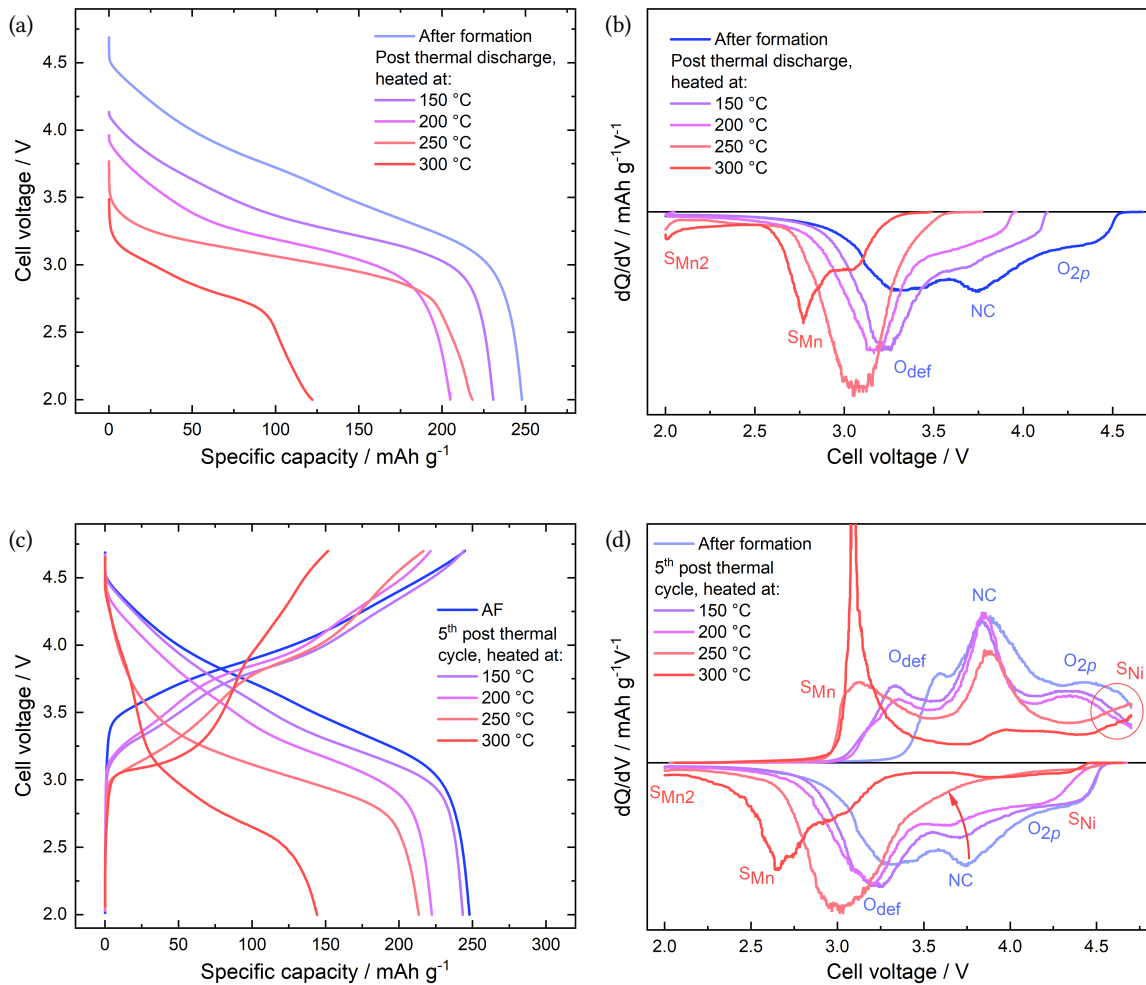 (a)
After formation
Post thermal discharge,
heated at:
150 °C
200 °C
250 °C
300 °C
4.5
4.0
3.5
3.0
2.5
2.0
Cell voltage / V
0
50
100
150
200
250
Specific capacity / mAh g-1
(b)
After formation
Post thermal discharge,
heated at:
150 °C
200 °C
250 °C
300 °C
dQ/dV / mAh g-1V-1
SMn2
SMn
Odef
NC
O2p
2.0
2.5
3.0
3.5
4.0
4.5
Cell voltage / V
(c)
AF
5th post thermal
cycle, heated at:
150 °C
200 °C
250 °C
300 °C
4.5
4.0
3.5
3.0
2.5
2.0
Cell voltage / V
0
50
100
150
200
250
300
Specific capacity / mAh g-1
(d)
After formation
5th post thermal
cycle, heated at:
150 °C
200 °C
250 °C
300 °C
dQ/dV / mAh g-1V-1
NC
Odef
O2p
SNi
SMn
SMn2
SMn
Odef
NC
O2p
SNi
2.0
2.5
3.0
3.5
4.0
4.5
Cell voltage / V